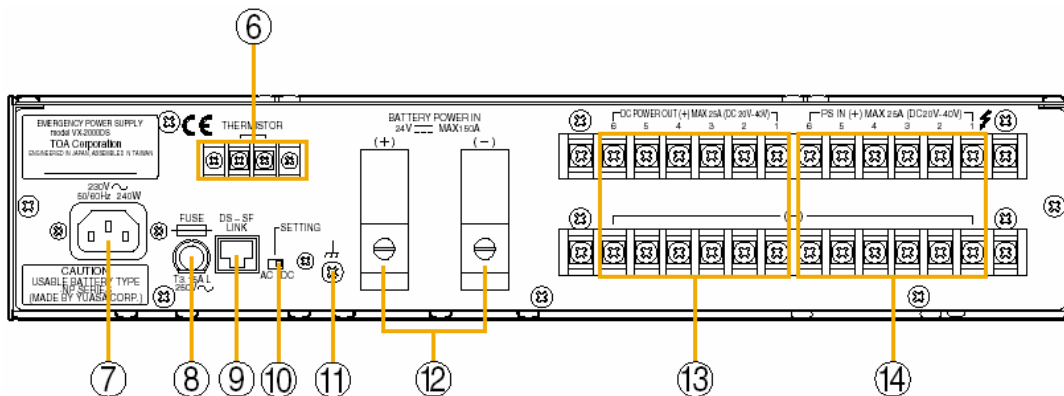 ⑥
EMERGENCY POWER SUPPLY
model VX-2000DS
TOA Corporation
ENGINEERED IN JAPAN, ASSEMBLED IN TAIWAN
CE
THERMISTOR
BATTERY POWER IN
24V MAX 150A
(+)
(−)
DC POWER OUT (+) MAX 25A (DC 20V-40V)
6 5 4 3 2 1
PS IN (+) MAX 25A (DC20V-40V)
6 5 4 3 2 1
230V
50/60Hz 240W
FUSE
DS-SF
LINK
SETTING
AC DC
250V
CAUTION
USABLE BATTERY TYPE
NP SERIES
(MADE BY YUASA CORP.)
⑦
⑧
⑨
⑩
⑪
⑫
⑬
⑭